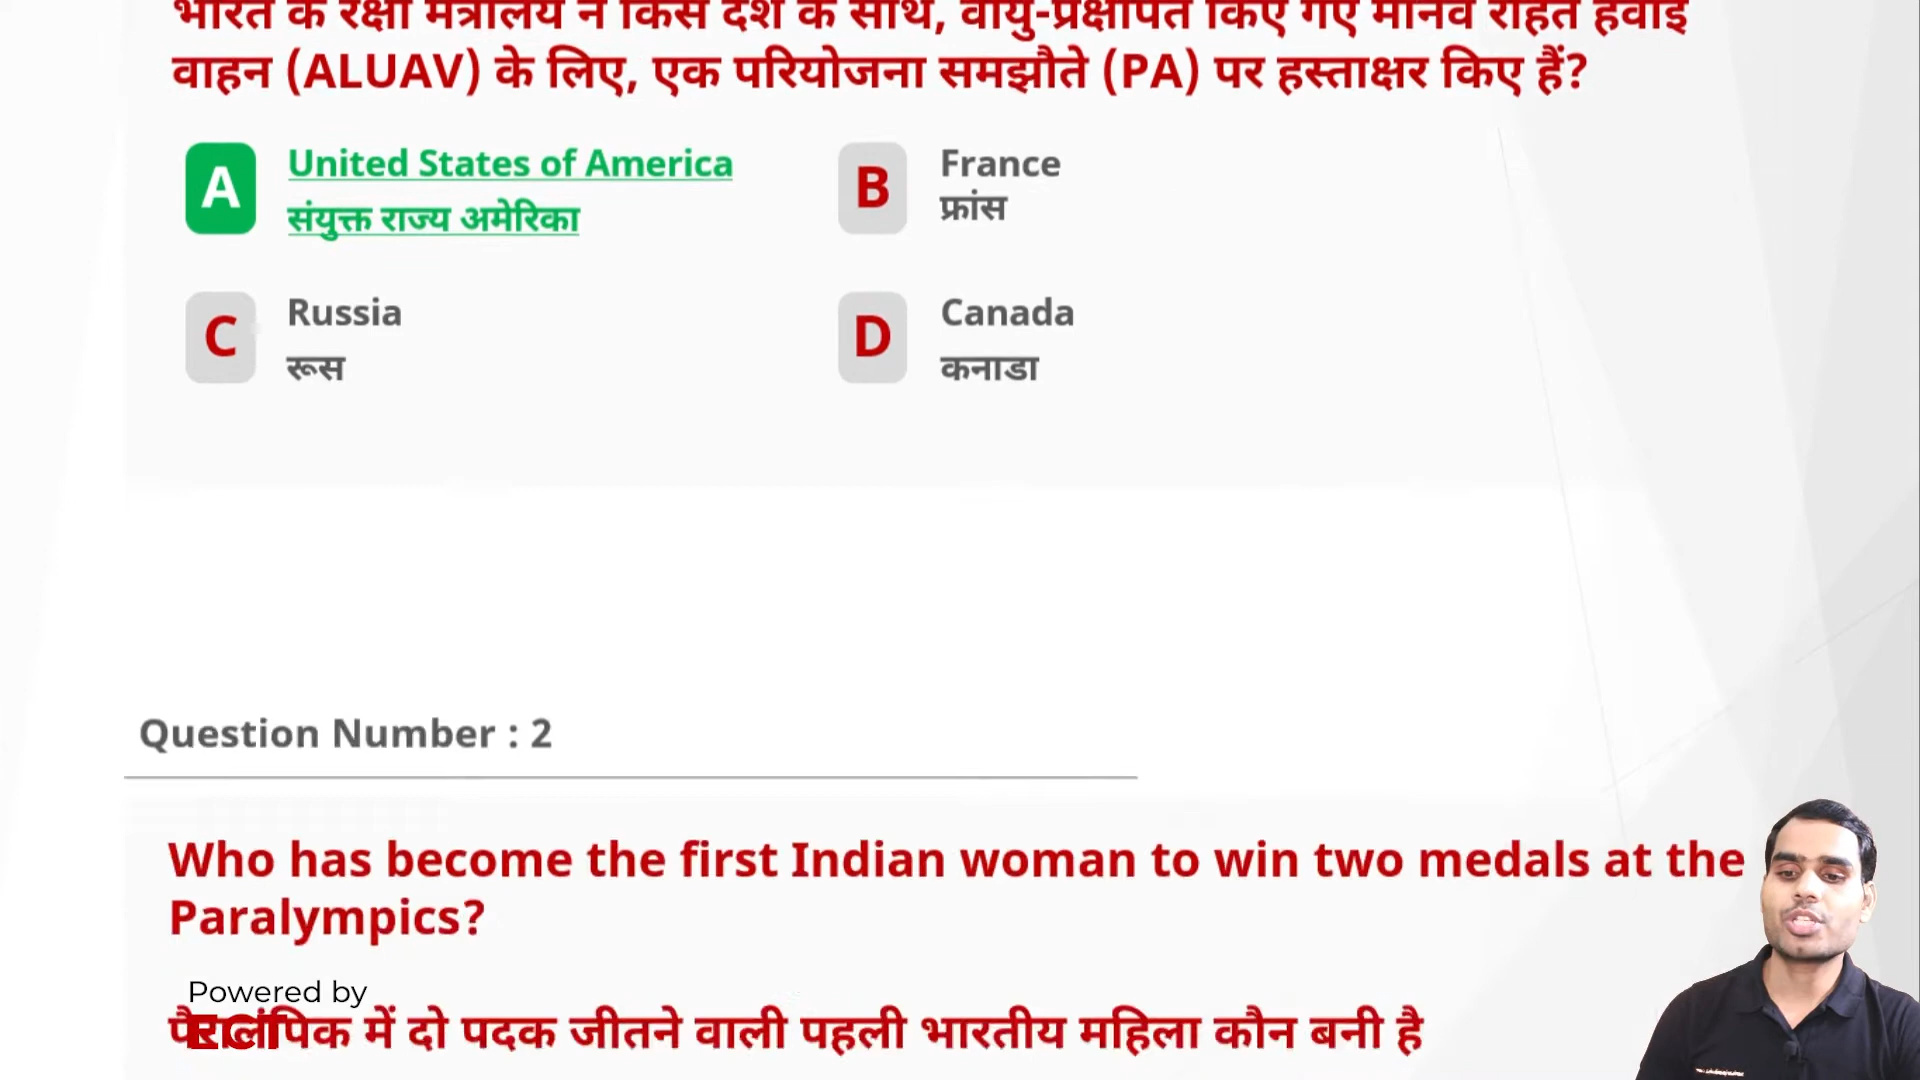 भारत के रक्षा मंत्रालय ने किस देश के साथ, वायु-प्रक्षेपित किए गए मानव रहित हवाई
वाहन (ALUAV) के लिए, एक परियोजना समझौते (PA) पर हस्ताक्षर किए हैं?
A United States of America
संयुक्त राज्य अमेरिका
B France
फ्रांस
C Russia
रूस
D Canada
कनाडा
Question Number : 2
Who has become the first Indian woman to win two medals at the
Paralympics?
Powered by
ECT
में दो पदक जीतने वाली पहली भारतीय महिला कौन बनी है